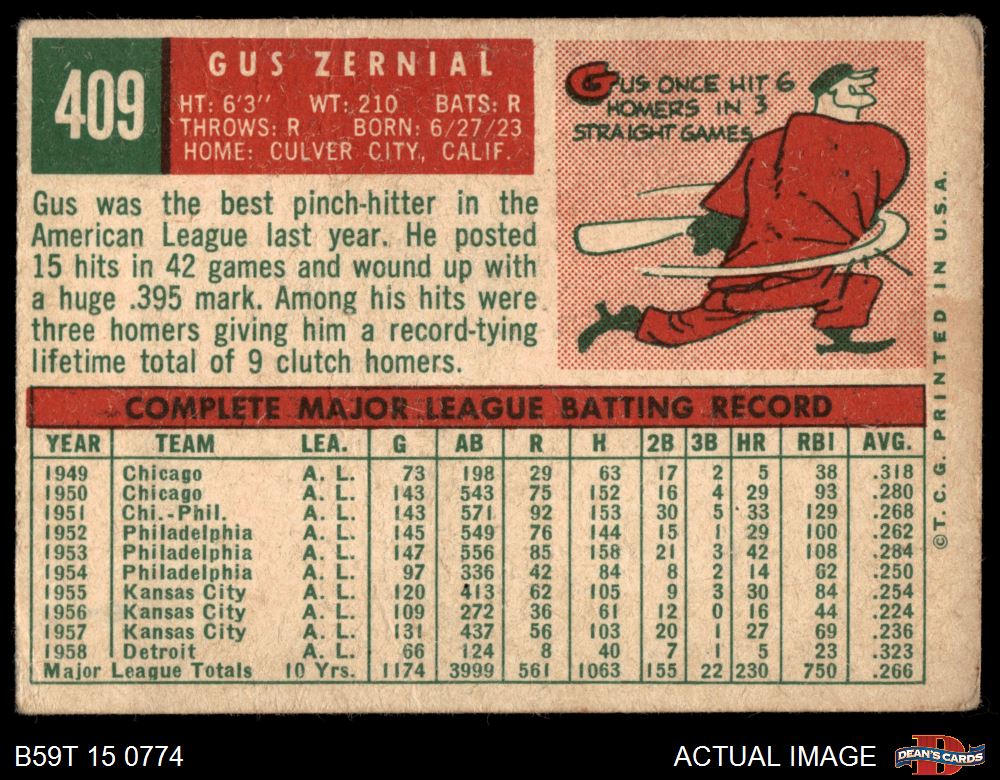 409
GUS ZERNIAL
HT: 6'3" WT: 210 BATS: R
THROWS: R BORN: 6/27/23
HOME: CULVER CITY, CALIF.
GUS ONCE HIT 6
HOMERS IN 3
STRAIGHT GAMES
Gus was the best pinch-hitter in the
American League last year. He posted
15 hits in 42 games and wound up with
a huge .395 mark. Among his hits were
three homers giving him a record-tying
lifetime total of 9 clutch homers.
©T. C. G. PRINTED IN U.S.A.
COMPLETE MAJOR LEAGUE BATTING RECORD
YEAR TEAM LEA. G AB R H 2B 3B HR RBI AVG.
1949 Chicago A. L. 73 198 29 63 17 2 5 38 .318
1950 Chicago A. L. 143 543 75 152 16 4 29 93 .280
1951 Chi.-Phil. A. L. 143 571 92 153 30 5 33 129 .268
1952 Philadelphia A. L. 145 549 76 144 15 1 29 100 .262
1953 Philadelphia A. L. 147 556 85 158 21 3 42 108 .284
1954 Philadelphia A. L. 97 336 42 84 8 2 14 62 .250
1955 Kansas City A. L. 120 413 62 105 9 3 30 84 .254
1956 Kansas City A. L. 109 272 36 61 12 0 16 44 .224
1957 Kansas City A. L. 131 437 56 103 20 1 27 69 .236
1958 Detroit A. L. 66 124 8 40 7 1 5 23 .323
Major League Totals 10 Yrs. 1174 3999 561 1063 155 22 230 750 .266
B59T 15 0774
ACTUAL IMAGE
DEAN'S CARDS